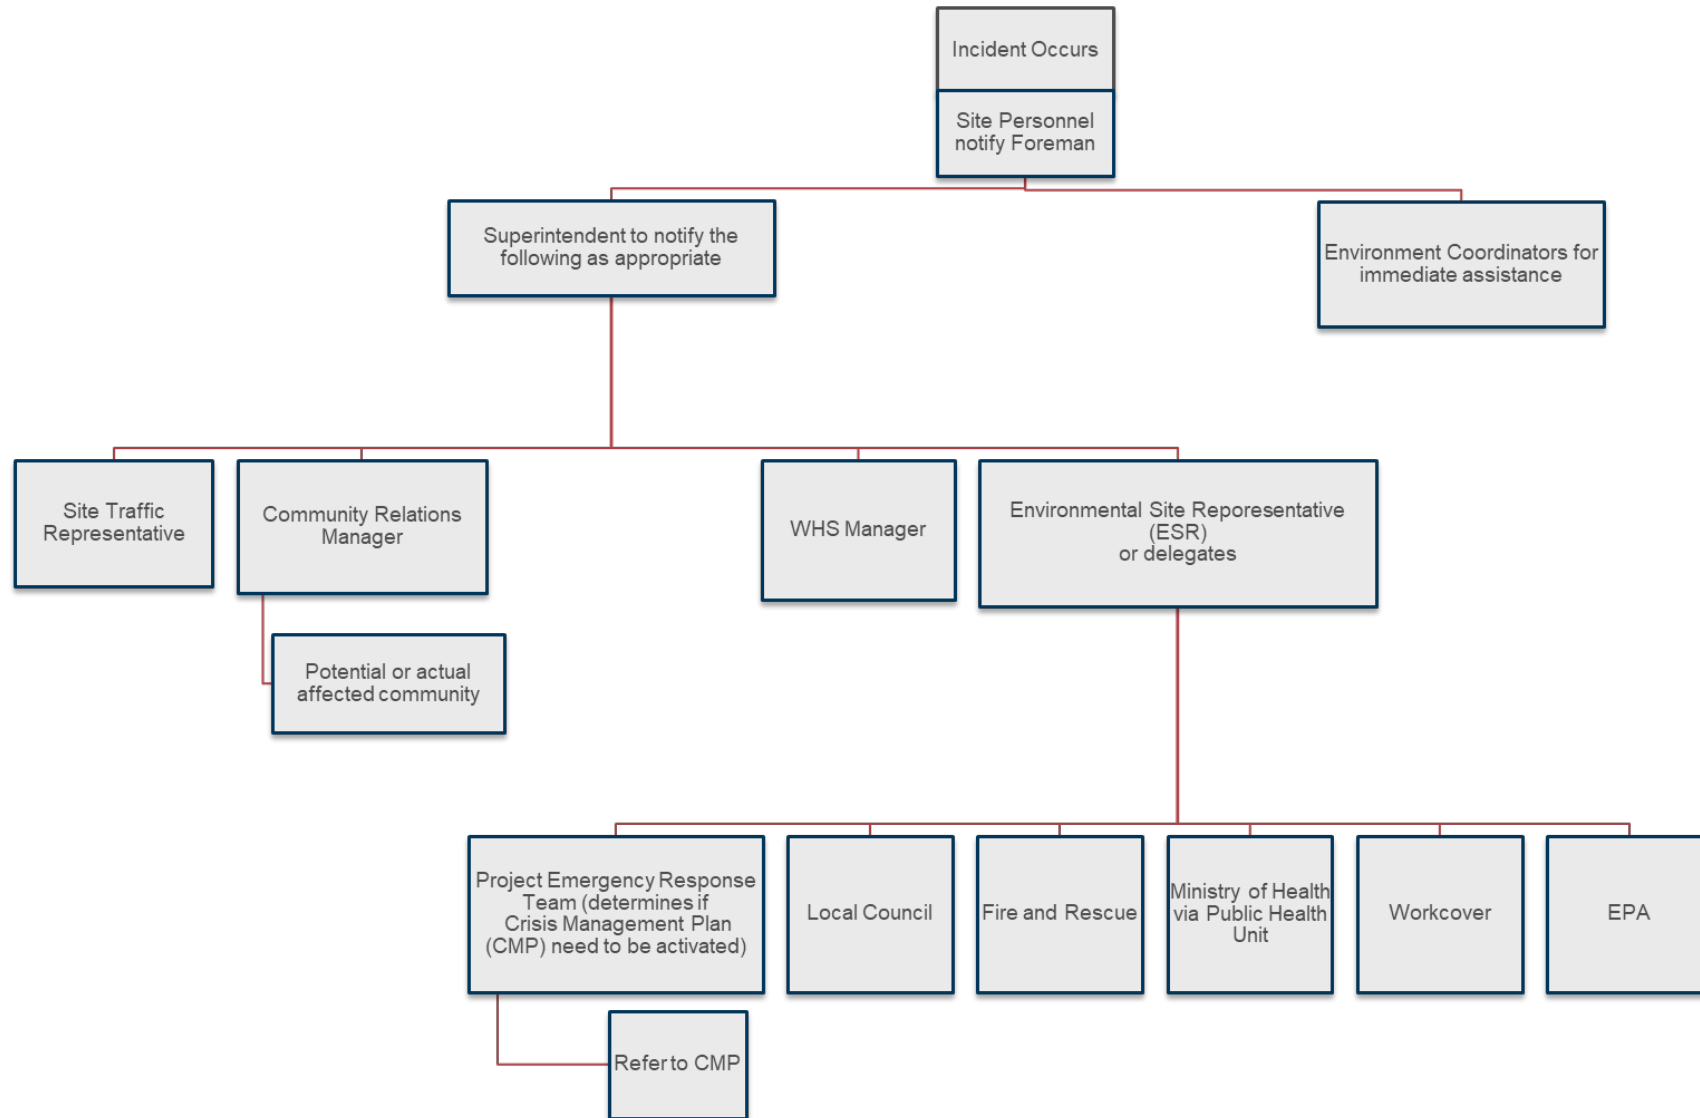 Incident Occurs
Site Personnel
notify Foreman
Superintendent to notify the
following as appropriate
Environment Coordinators for
immediate assistance
Site Traffic
Representative
Community Relations
Manager
WHS Manager
Environmental Site Reporesentative
(ESR)
or delegates
Potential or actual
affected community
Project Emergency Response
Team (determines if
Crisis Management Plan
(CMP) need to be activated)
Local Council
Fire and Rescue
Ministry of Health
via Public Health
Unit
Workcover
EPA
Refer to CMP